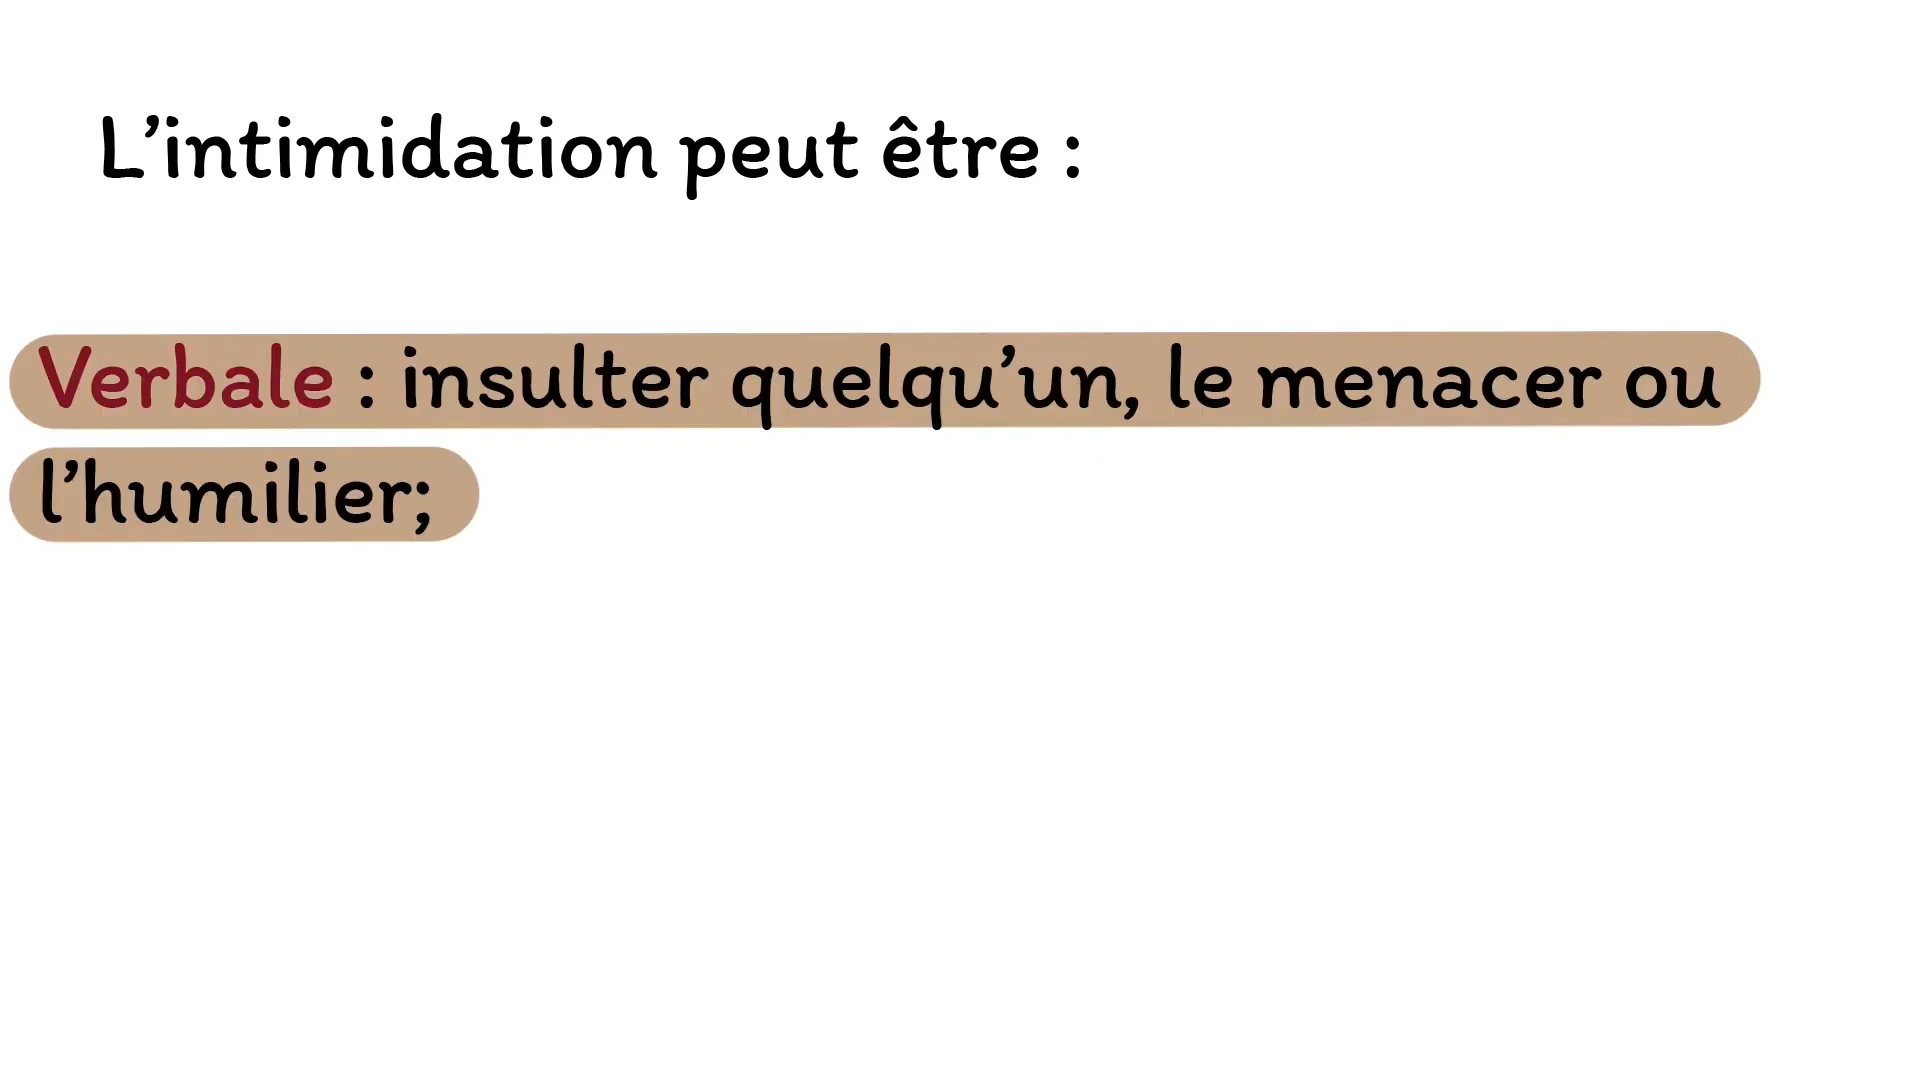 L’intimidation peut être :
Verbale : insulter quelqu’un, le menacer ou
l’humilier;